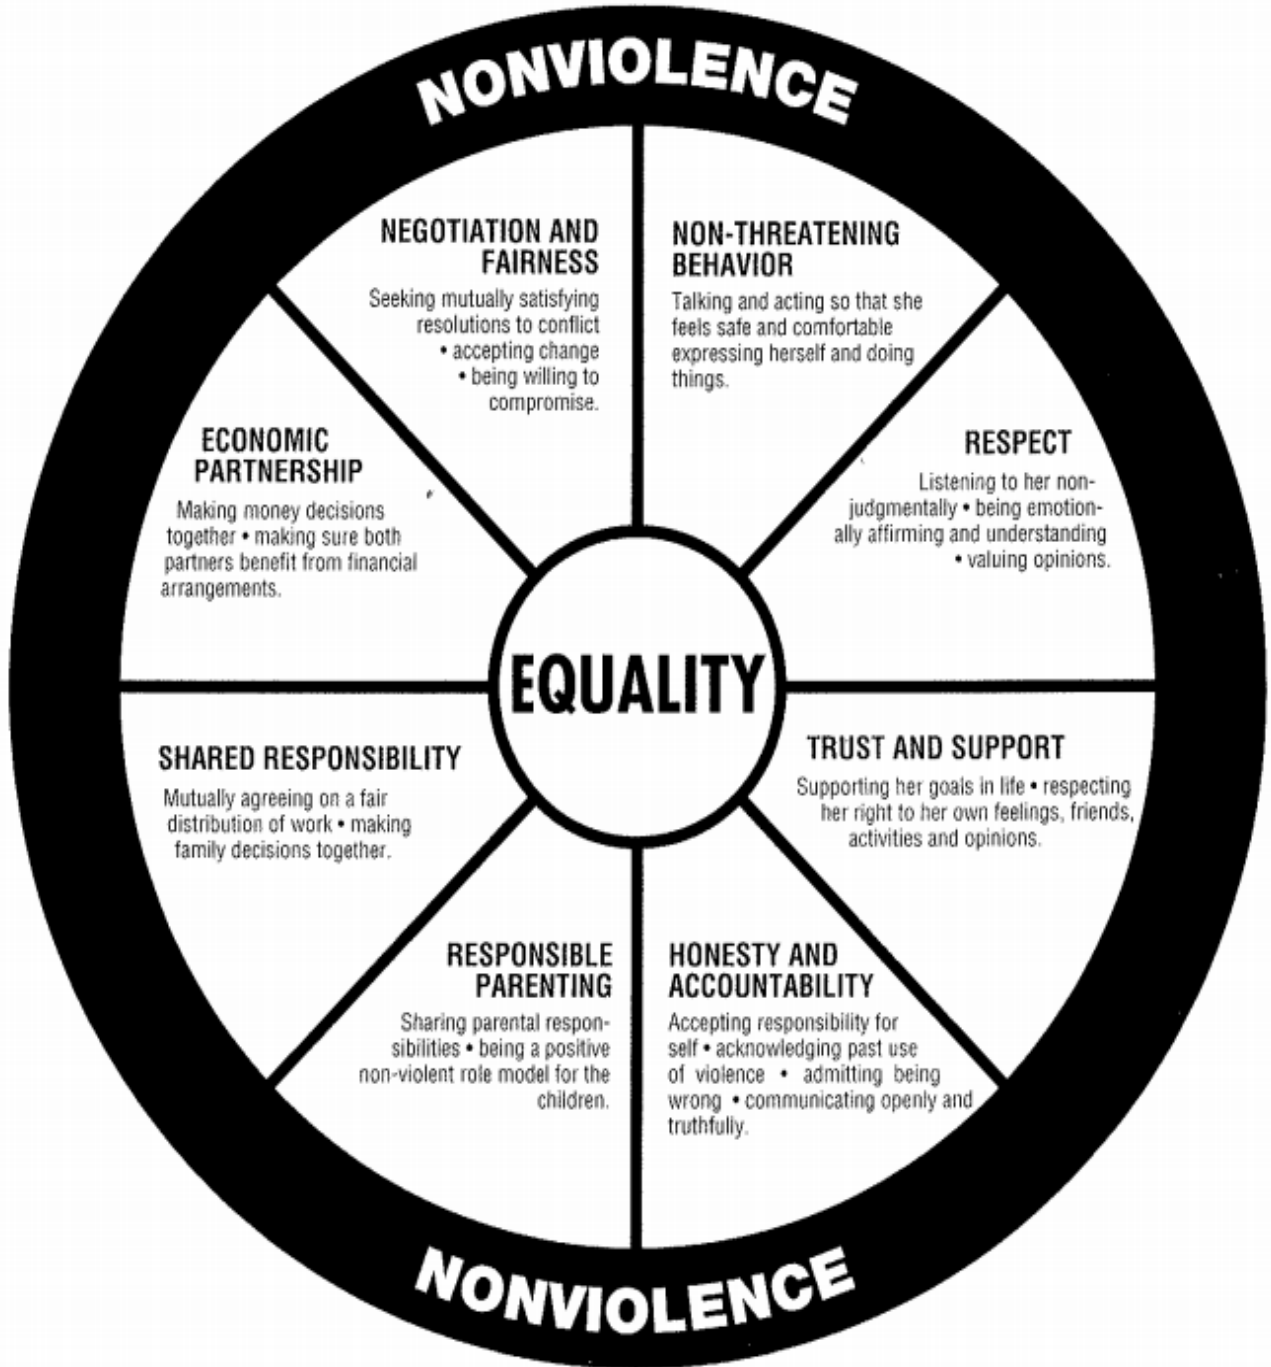 NONVIOLENCE
NEGOTIATION AND
FAIRNESS
Seeking mutually satisfying
resolutions to conflict
• accepting change
• being willing to
compromise.
NON-THREATENING
BEHAVIOR
Talking and acting so that she
feels safe and comfortable
expressing herself and doing
things.
RESPECT
Listening to her non-
judgmentally • being emotion-
ally affirming and understanding
• valuing opinions.
TRUST AND SUPPORT
Supporting her goals in life • respecting
her right to her own feelings, friends,
activities and opinions.
HONESTY AND
ACCOUNTABILITY
Accepting responsibility for
self • acknowledging past use
of violence • admitting being
wrong • communicating openly and
truthfully.
RESPONSIBLE
PARENTING
Sharing parental respon-
sibilities • being a positive
non-violent role model for the
children.
SHARED RESPONSIBILITY
Mutually agreeing on a fair
distribution of work • making
family decisions together.
ECONOMIC
PARTNERSHIP
Making money decisions
together • making sure both
partners benefit from financial
arrangements.
EQUALITY
NONVIOLENCE